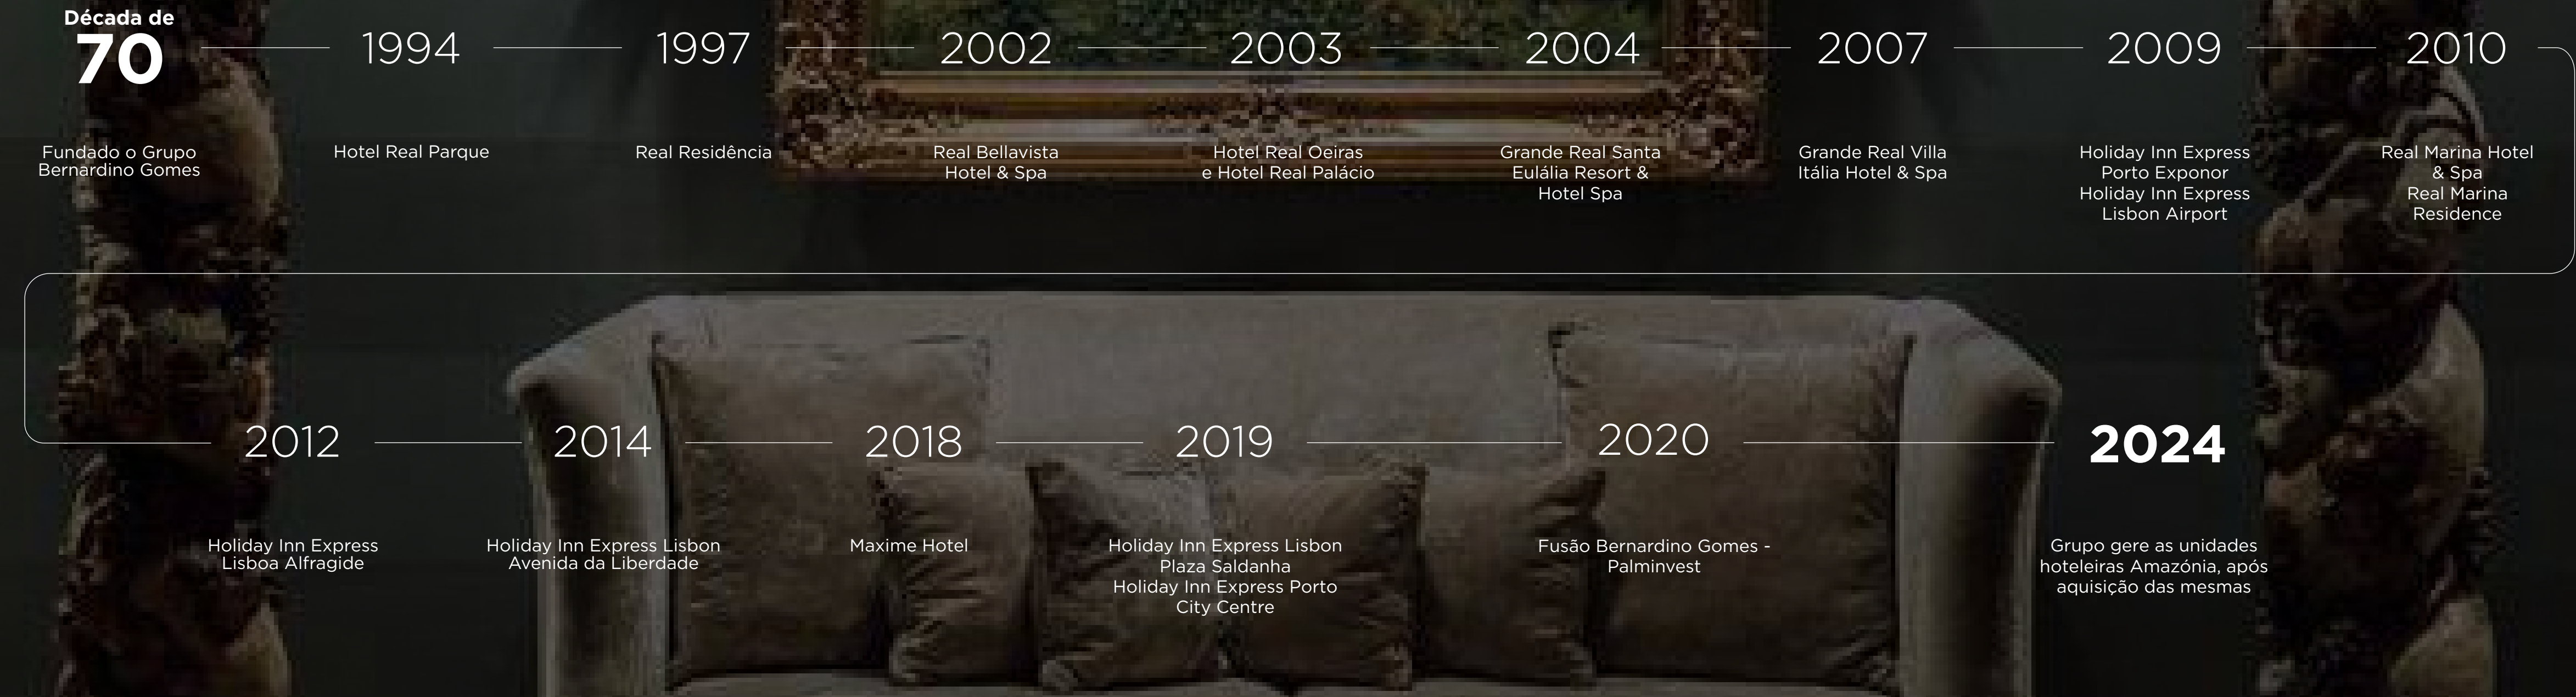 Década de
70
1994
1997
2002
2003
2004
2007
2009
2010
Fundado o Grupo
Bernardino Gomes
Hotel Real Parque
Real Residência
Real Bellavista
Hotel & Spa
Hotel Real Oeiras
e Hotel Real Palácio
Grande Real Santa
Eulália Resort &
Hotel Spa
Grande Real Villa
Itália Hotel & Spa
Holiday Inn Express
Porto Exponor
Holiday Inn Express
Lisbon Airport
Real Marina Hotel
& Spa
Real Marina
Residence
2012
2014
2018
2019
2020
2024
Holiday Inn Express
Lisboa Alfragide
Holiday Inn Express Lisbon
Avenida da Liberdade
Maxime Hotel
Holiday Inn Express Lisbon
Plaza Saldanha
Holiday Inn Express Porto
City Centre
Fusão Bernardino Gomes -
Palminvest
Grupo gere as unidades
hoteleiras Amazónia, após
aquisição das mesmas